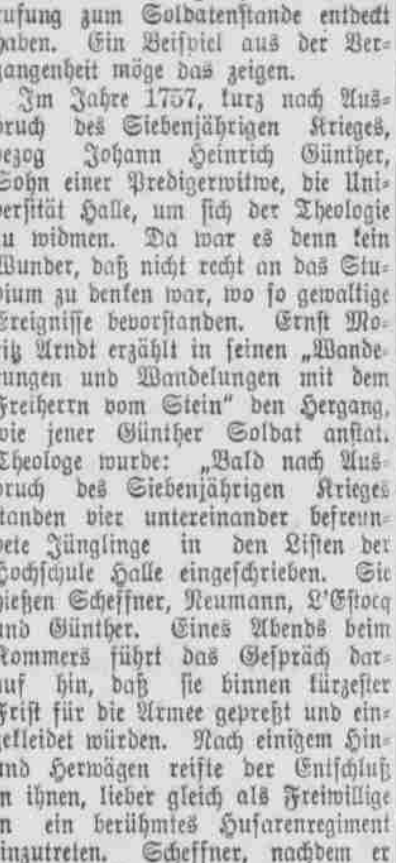 rufung zum Soldatenstande entdeckt
haben. Ein Beispiel aus der Ver-
gangenheit möge das zeigen.
Im Jahre 1757, kurz nach Aus-
bruch des Siebenjährigen Krieges,
bezog Johann Heinrich Günther,
Sohn einer Predigerwitwe, die Uni-
versität Halle, um sich der Theologie
zu widmen. Da war es denn kein
Wunder, daß nicht recht an das Stu-
dium zu denken war, wo so gewaltige
Ereignisse bevorstanden. Ernst Mo-
ritz Arndt erzählt in seinen „Wande-
rungen und Wandelungen mit dem
Freiherrn vom Stein“ den Hergang,
wie jener Günther Soldat anstat.
Theologe wurde: „Bald nach Aus-
bruch des Siebenjährigen Krieges
standen vier untereinander befreun-
dete Jünglinge in den Listen der
Hochschule Halle eingeschrieben. Sie
hießen Scheffner, Neumann, L'Estocq
und Günther. Eines Abends beim
Kommers führt das Gespräch dar-
auf hin, daß sie binnen kürzester
Frist für die Armee gepreßt und ein-
gekleidet würden. Nach einigem Hin-
und Herwägen reifte der Entschluß
in ihnen, lieber gleich als Freiwillige
in ein berühmtes Husarenregiment
einzutreten. Scheffner, nachdem er